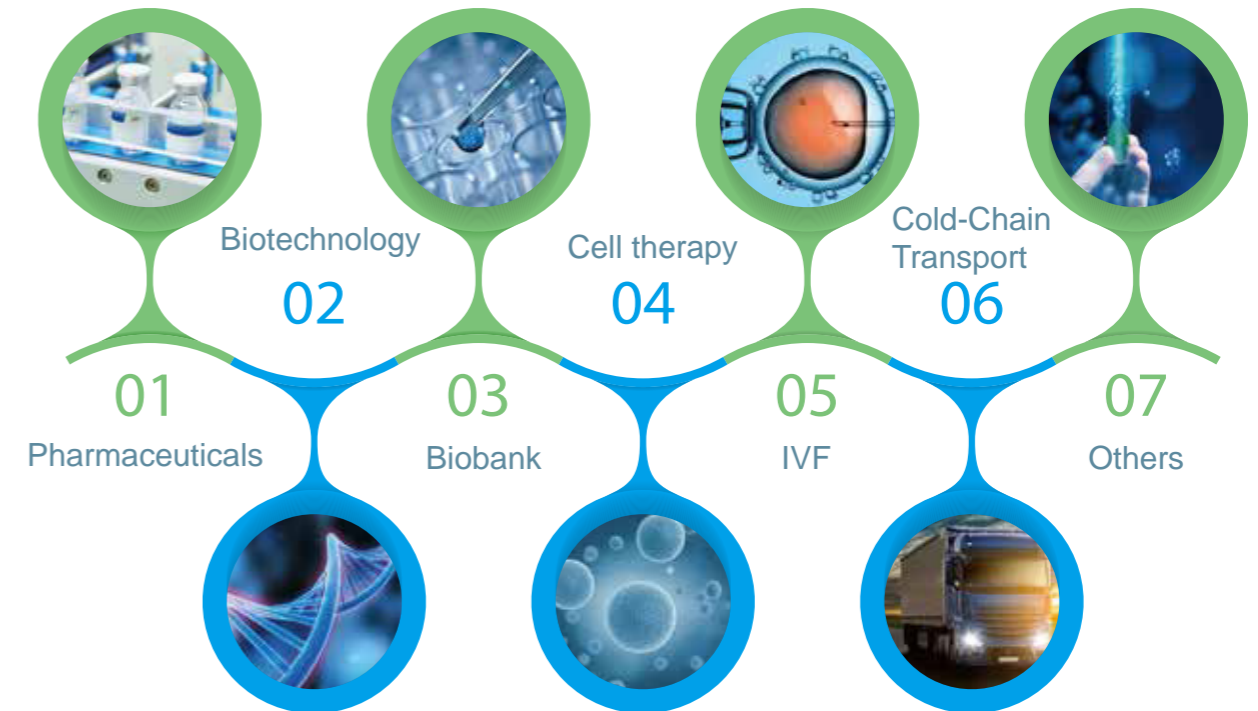 01
Pharmaceuticals
Biotechnology
02
03
Biobank
Cell therapy
04
05
IVF
Cold-Chain
Transport
06
07
Others